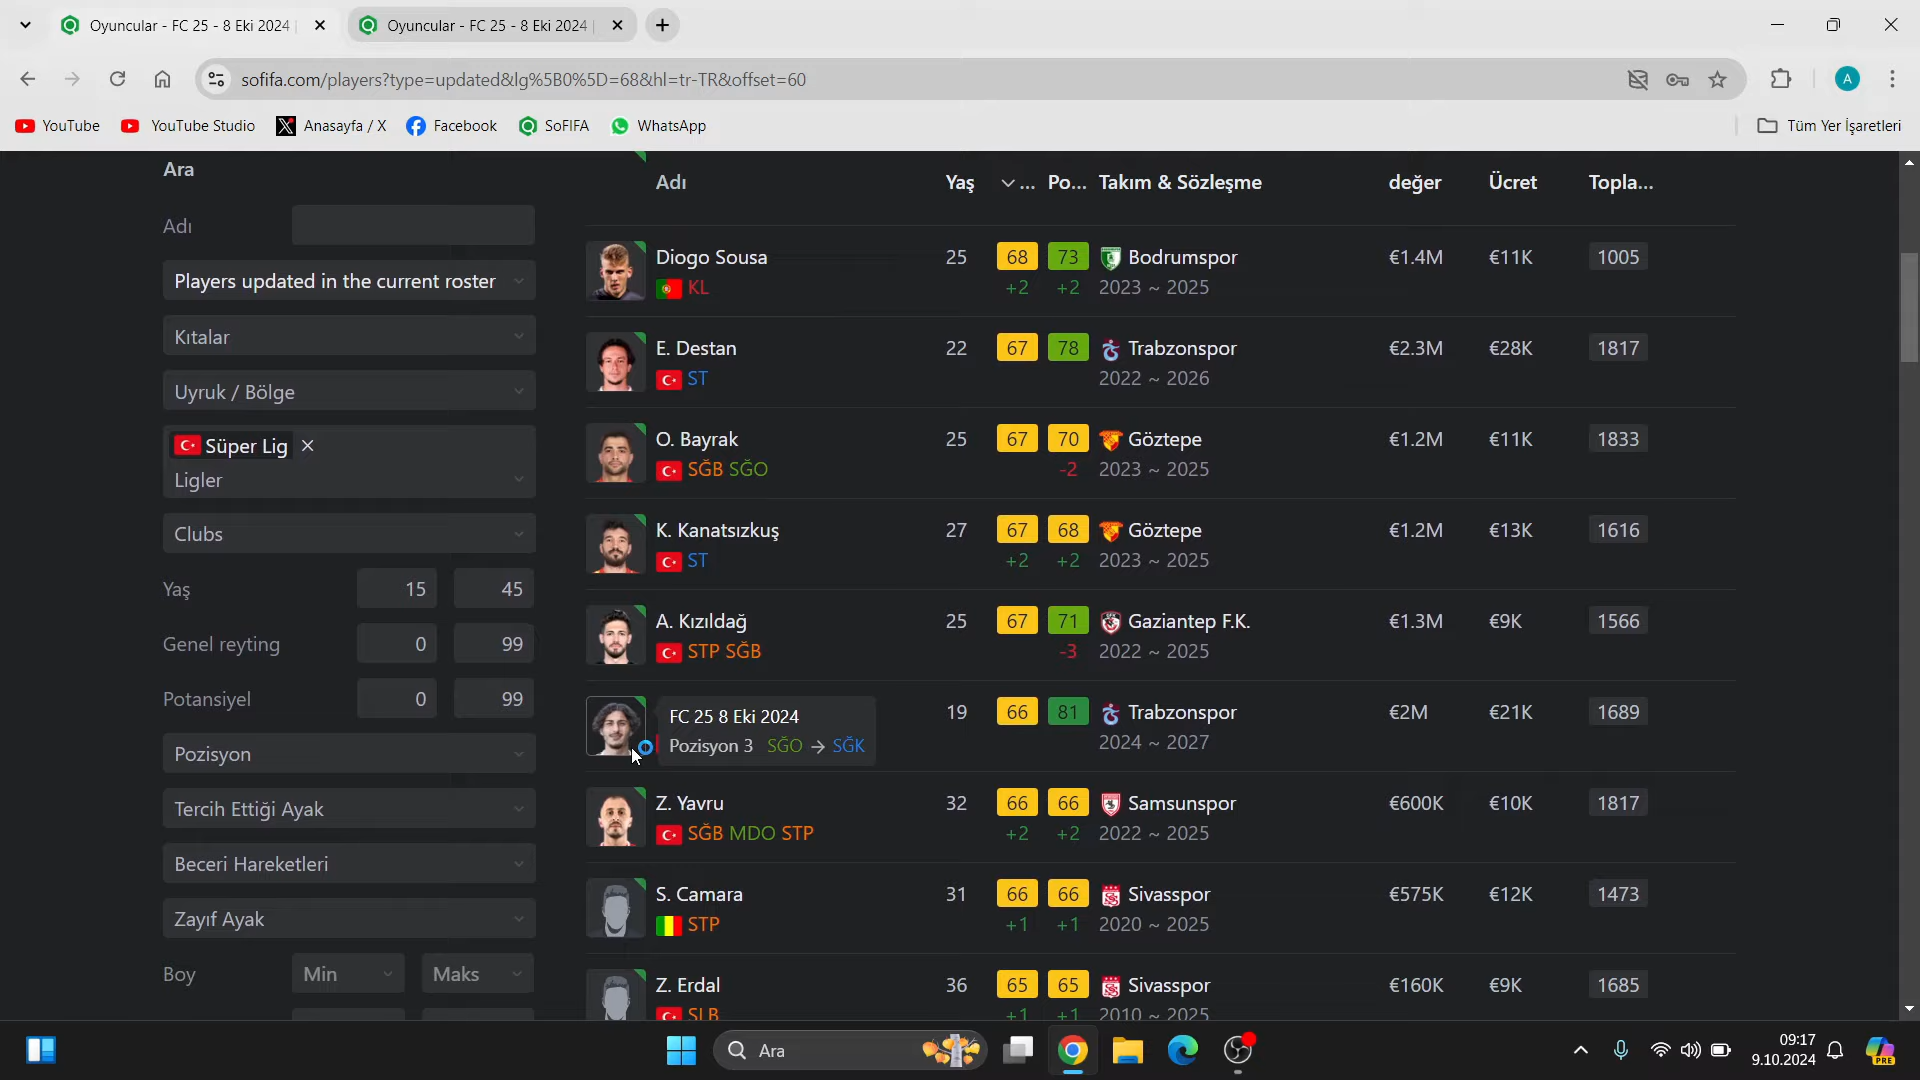 Oyuncular - FC 25 - 8 Eki 2024
Oyuncular - FC 25 - 8 Eki 2024
sofifa.com/players?type=updated&lg%5B0%5D=68&hl=tr-TR&offset=60
A
YouTube
YouTube Studio
Anasayfa / X
Facebook
SoFIFA
WhatsApp
Tüm Yer İşaretleri
Ara
Adı
Players updated in the current roster
Kıtalar
Uyruk / Bölge
Süper Lig
Ligler
Clubs
Yaş 15 45
Genel reyting 0 99
Potansiyel 0 99
Pozisyon
Tercih Ettiği Ayak
Beceri Hareketleri
Zayıf Ayak
Boy Min Maks
Adı Yaş ... Po... Takım & Sözleşme değer Ücret Topla...
Diogo Sousa 25 68 73 Bodrumspor €1.4M €11K 1005
KL +2 +2 2023 ~ 2025
E. Destan 22 67 78 Trabzonspor €2.3M €28K 1817
ST 2022 ~ 2026
O. Bayrak 25 67 70 Göztepe €1.2M €11K 1833
SĞB SĞO -2 2023 ~ 2025
K. Kanatsızkuş 27 67 68 Göztepe €1.2M €13K 1616
ST +2 +2 2023 ~ 2025
A. Kızıldağ 25 67 71 Gaziantep F.K. €1.3M €9K 1566
STP SĞB -3 2022 ~ 2025
FC 25 8 Eki 2024 19 66 81 Trabzonspor €2M €21K 1689
Pozisyon 3 SĞO → SĞK 2024 ~ 2027
Z. Yavru 32 66 66 Samsunspor €600K €10K 1817
SĞB MDO STP +2 +2 2022 ~ 2025
S. Camara 31 66 66 Sivasspor €575K €12K 1473
STP +1 +1 2020 ~ 2025
Z. Erdal 36 65 65 Sivasspor €160K €9K 1685
SLB +1 +1 2010 ~ 2025
Ara
09:17
9.10.2024
PRE